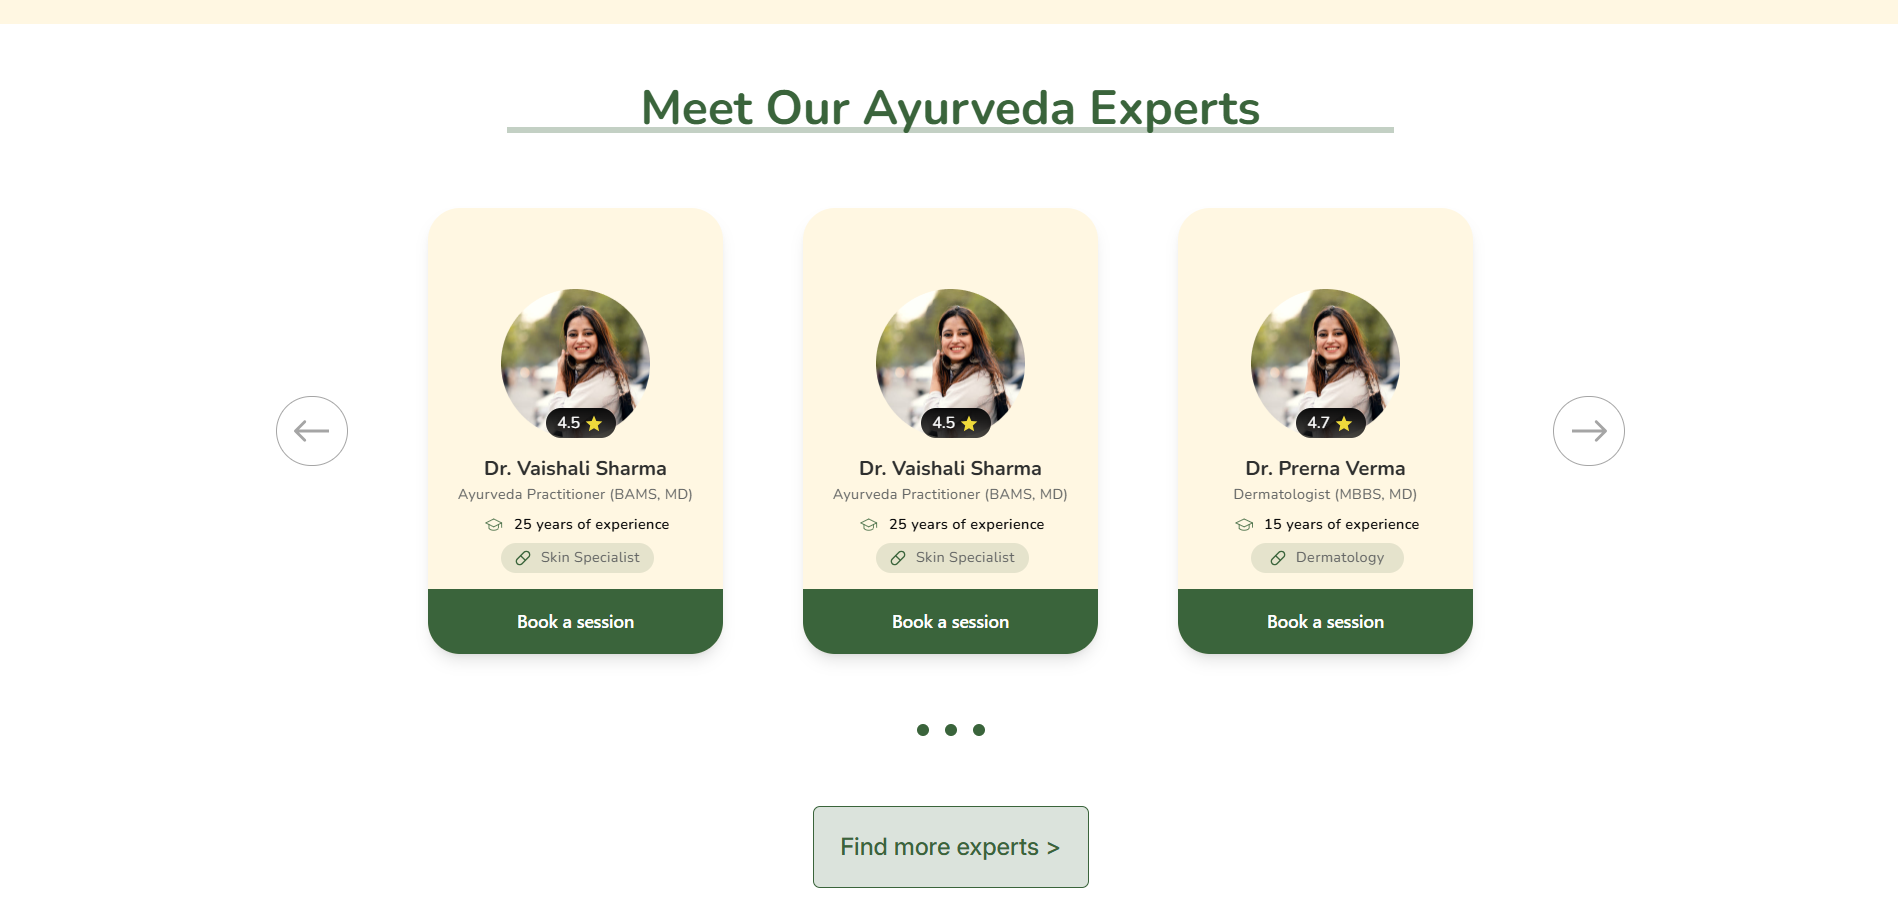 Meet Our Ayurveda Experts
4.5
Dr. Vaishali Sharma
Ayurveda Practitioner (BAMS, MD)
25 years of experience
Skin Specialist
Book a session
4.5
Dr. Vaishali Sharma
Ayurveda Practitioner (BAMS, MD)
25 years of experience
Skin Specialist
Book a session
4.7
Dr. Prerna Verma
Dermatologist (MBBS, MD)
15 years of experience
Dermatology
Book a session
Find more experts >